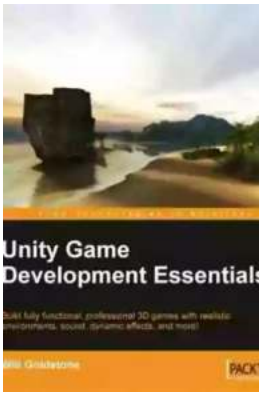 Unity Game
Development Essentials
Build fully functional, professional 3D games with realistic
environments, sound, dynamic effects, and more!
Will Goldstone
PACKT